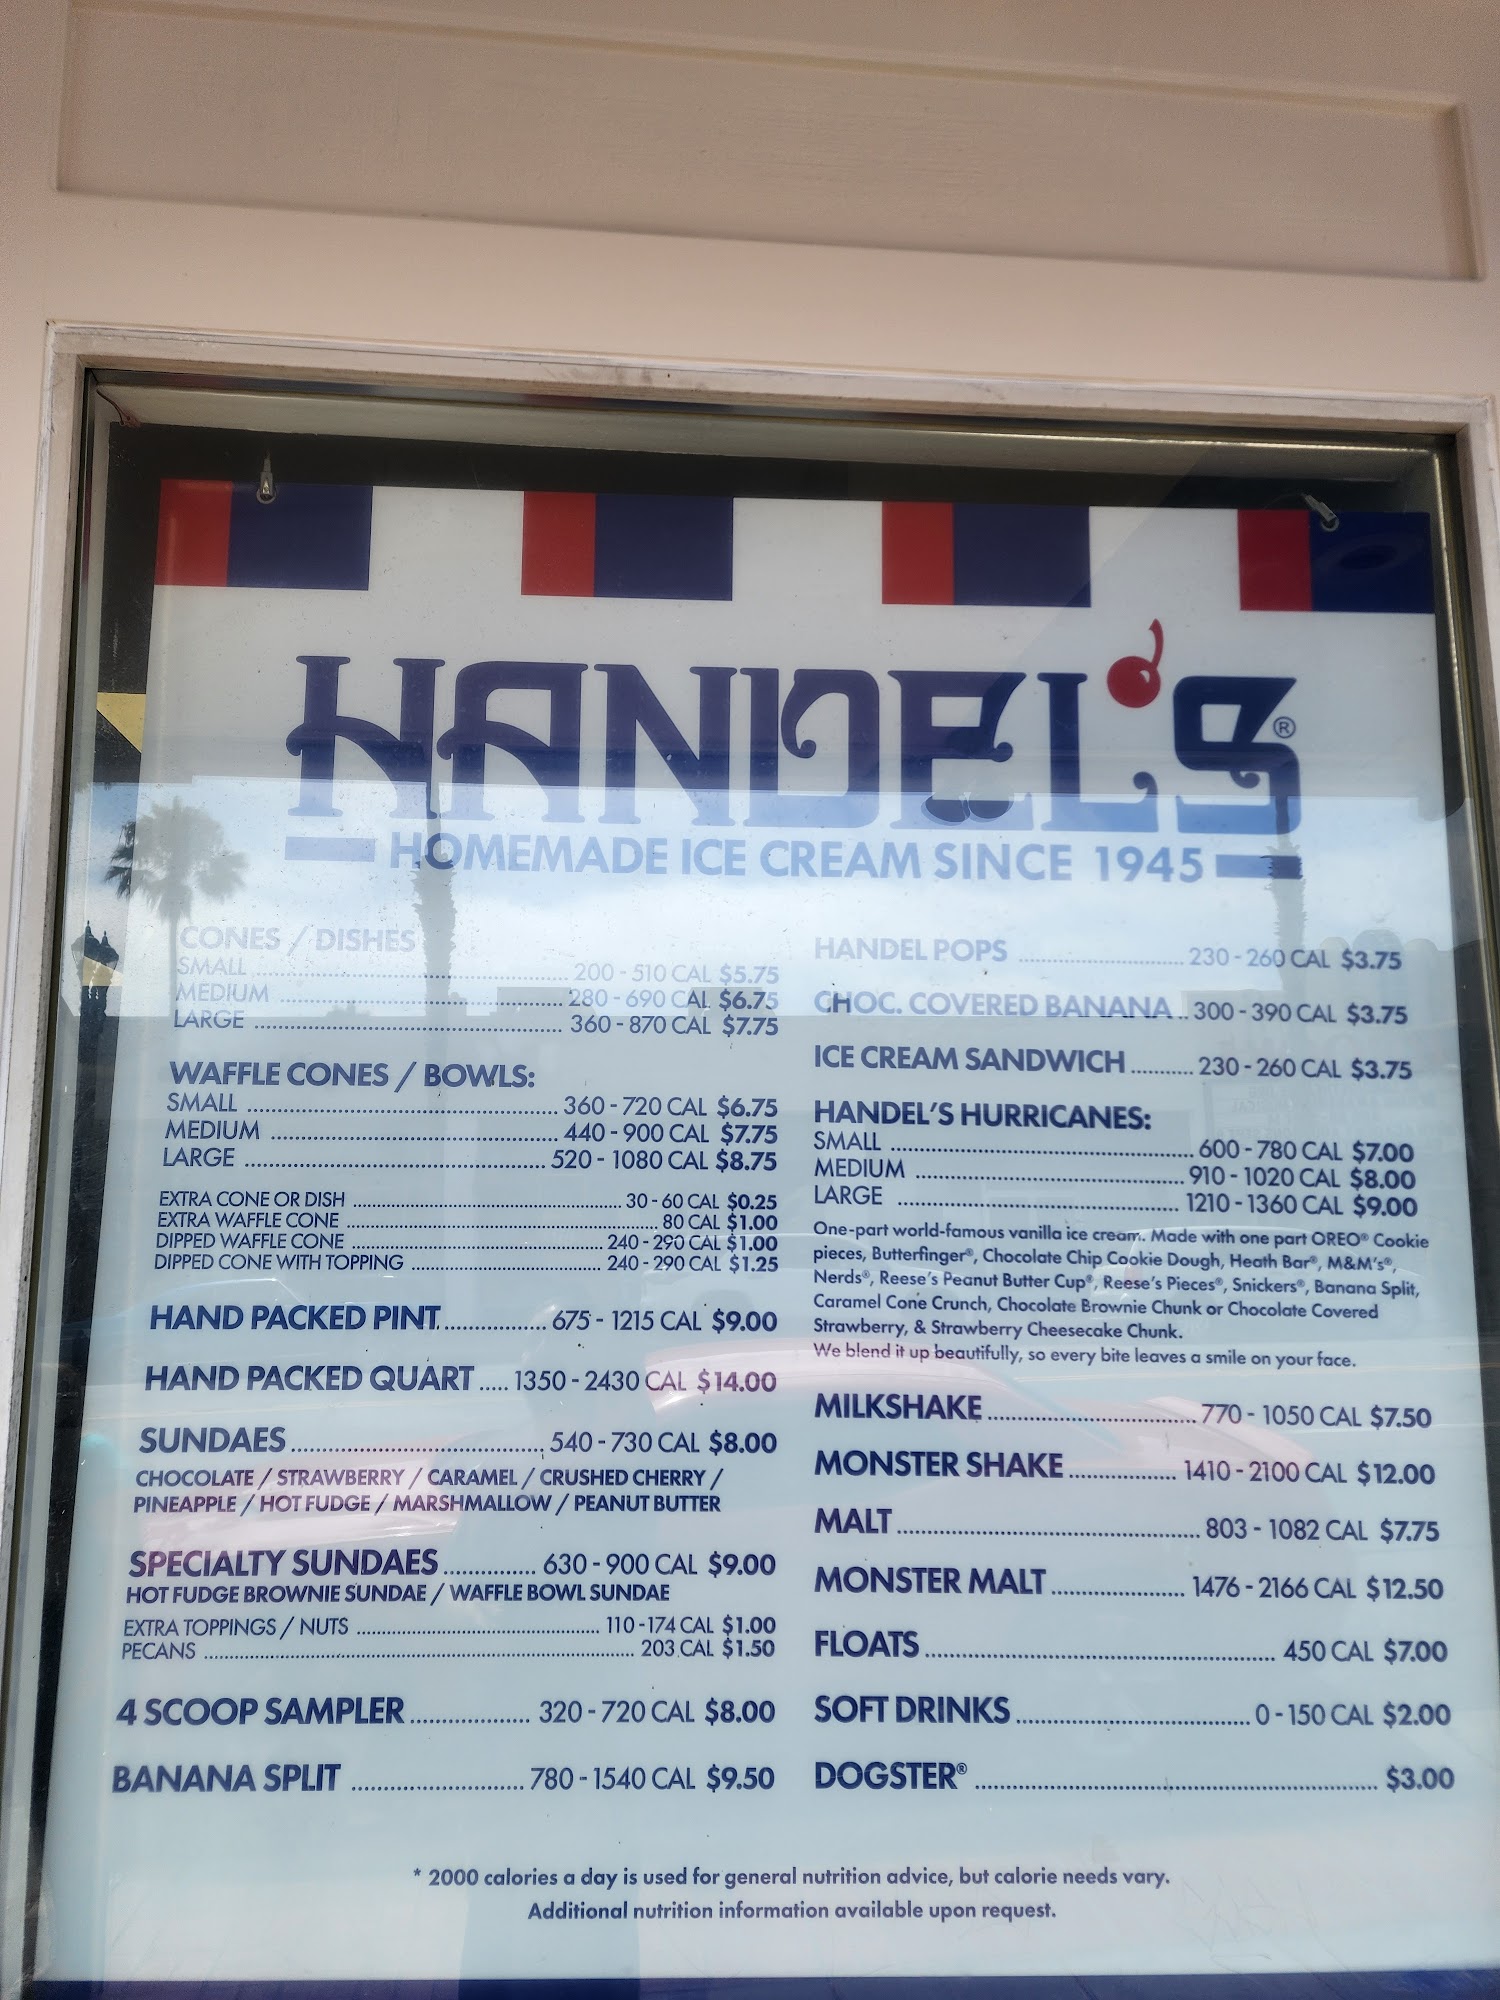 HANDEL'S®
HOMEMADE ICE CREAM SINCE 1945
CONES / DISHES
SMALL ........ 200 - 510 CAL $5.75
MEDIUM ........ 280 - 690 CAL $6.75
LARGE ........ 360 - 870 CAL $7.75
WAFFLE CONES / BOWLS:
SMALL ........ 360 - 720 CAL $6.75
MEDIUM ........ 440 - 900 CAL $7.75
LARGE ........ 520 - 1080 CAL $8.75
EXTRA CONE OR DISH ........ 30 - 60 CAL $0.25
EXTRA WAFFLE CONE ........ 80 CAL $1.00
DIPPED WAFFLE CONE ........ 240 - 290 CAL $1.00
DIPPED CONE WITH TOPPING ........ 240 - 290 CAL $1.25
HAND PACKED PINT ........ 675 - 1215 CAL $9.00
HAND PACKED QUART ..... 1350 - 2430 CAL $14.00
SUNDAES ........ 540 - 730 CAL $8.00
CHOCOLATE / STRAWBERRY / CARAMEL / CRUSHED CHERRY /
PINEAPPLE / HOT FUDGE / MARSHMALLOW / PEANUT BUTTER
SPECIALTY SUNDAES ........ 630 - 900 CAL $9.00
HOT FUDGE BROWNIE SUNDAE / WAFFLE BOWL SUNDAE
EXTRA TOPPINGS / NUTS ........ 110 - 174 CAL $1.00
PECANS ........ 203 CAL $1.50
4 SCOOP SAMPLER ........ 320 - 720 CAL $8.00
BANANA SPLIT ........ 780 - 1540 CAL $9.50
HANDEL POPS ........ 230 - 260 CAL $3.75
CHOC. COVERED BANANA .. 300 - 390 CAL $3.75
ICE CREAM SANDWICH ........ 230 - 260 CAL $3.75
HANDEL'S HURRICANES:
SMALL ........ 600 - 780 CAL $7.00
MEDIUM ........ 910 - 1020 CAL $8.00
LARGE ........ 1210 - 1360 CAL $9.00
One-part world-famous vanilla ice cream. Made with one part OREO® Cookie
pieces, Butterfinger®, Chocolate Chip Cookie Dough, Heath Bar®, M&M's®,
Nerds®, Reese's Peanut Butter Cup®, Reese's Pieces®, Snickers®, Banana Split,
Caramel Cone Crunch, Chocolate Brownie Chunk or Chocolate Covered
Strawberry, & Strawberry Cheesecake Chunk.
We blend it up beautifully, so every bite leaves a smile on your face.
MILKSHAKE ........ 770 - 1050 CAL $7.50
MONSTER SHAKE ........ 1410 - 2100 CAL $12.00
MALT ........ 803 - 1082 CAL $7.75
MONSTER MALT ........ 1476 - 2166 CAL $12.50
FLOATS ........ 450 CAL $7.00
SOFT DRINKS ........ 0 - 150 CAL $2.00
DOGSTER® ........ $3.00
* 2000 calories a day is used for general nutrition advice, but calorie needs vary.
Additional nutrition information available upon request.